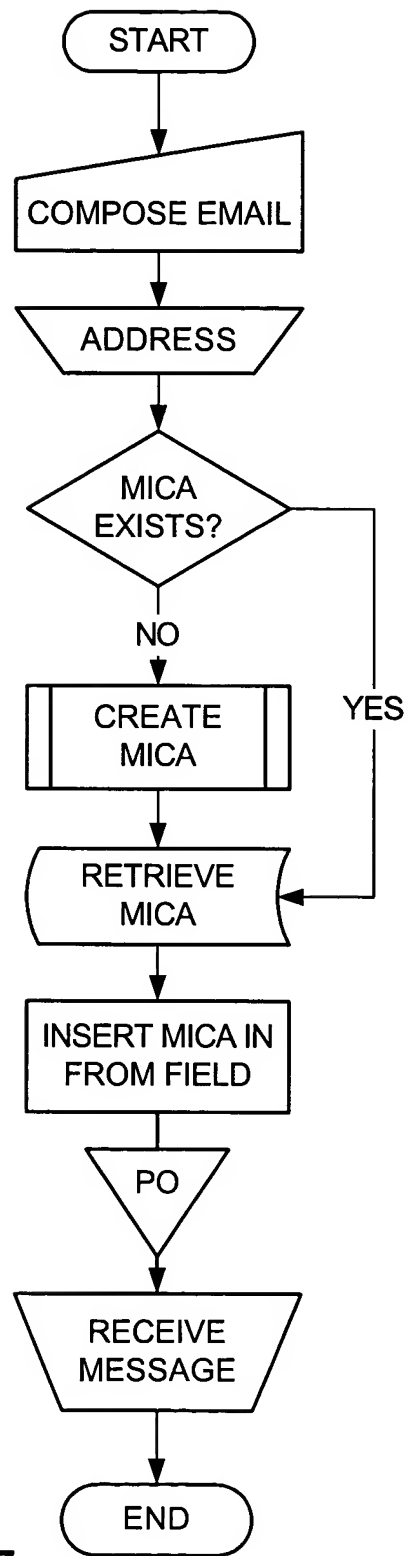 START
COMPOSE EMAIL
ADDRESS
MICA
EXISTS?
NO
YES
CREATE
MICA
RETRIEVE
MICA
INSERT MICA IN
FROM FIELD
PO
RECEIVE
MESSAGE
END